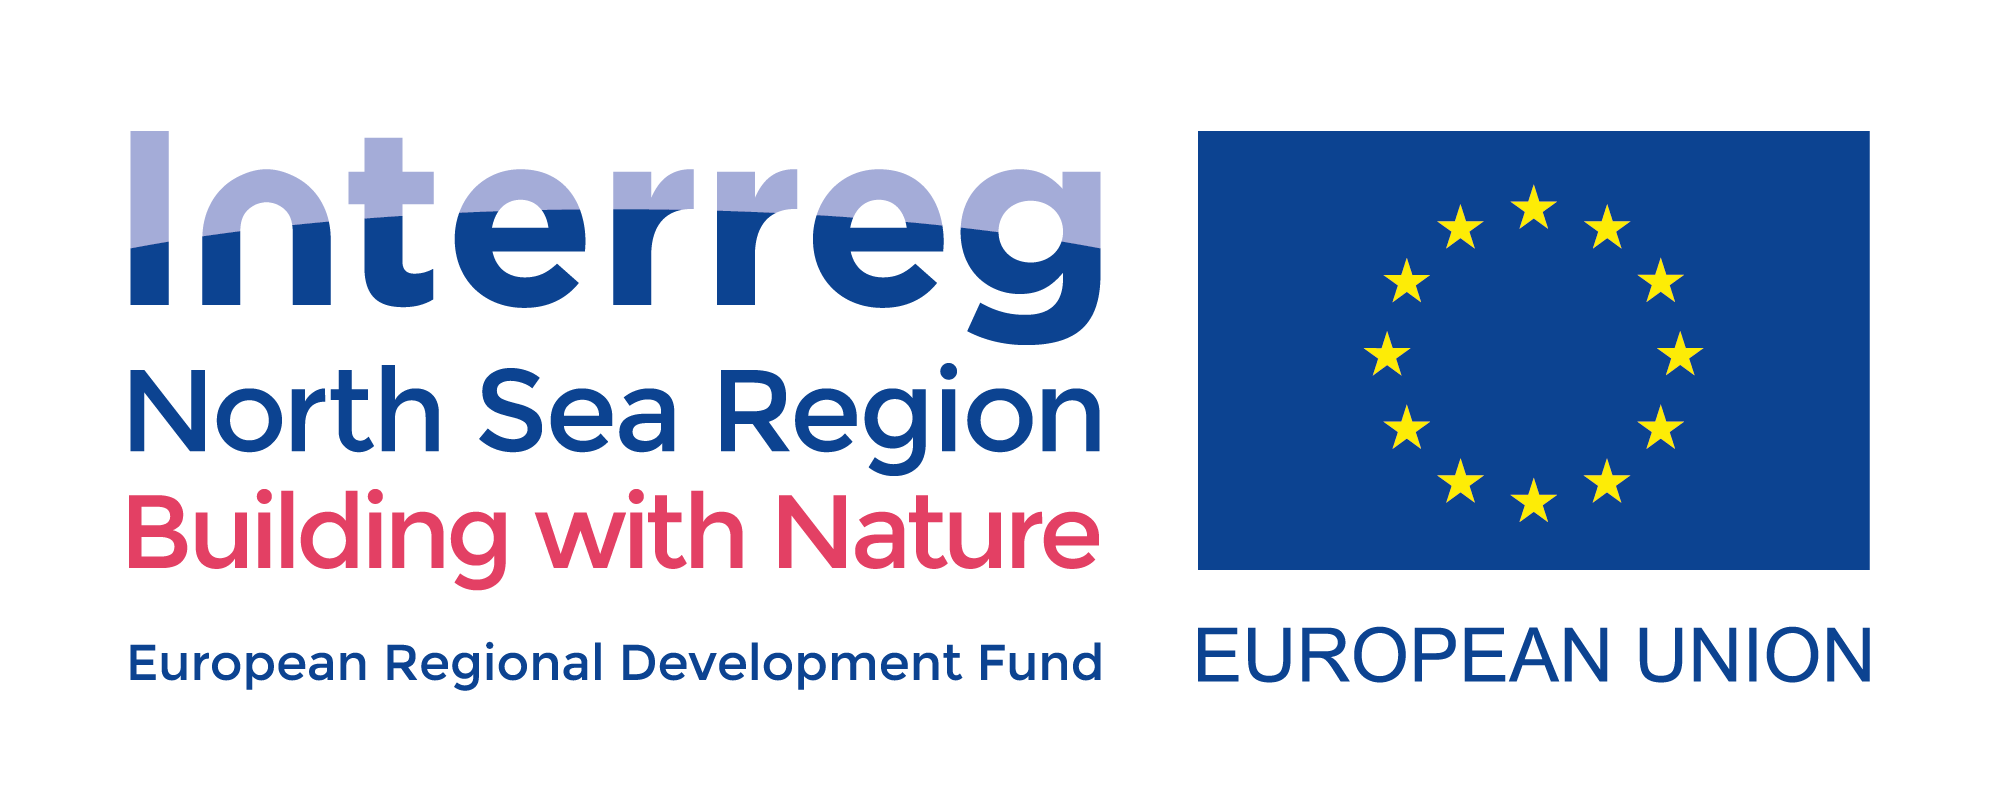 Interreg
North Sea Region
Building with Nature
European Regional Development Fund
EUROPEAN UNION